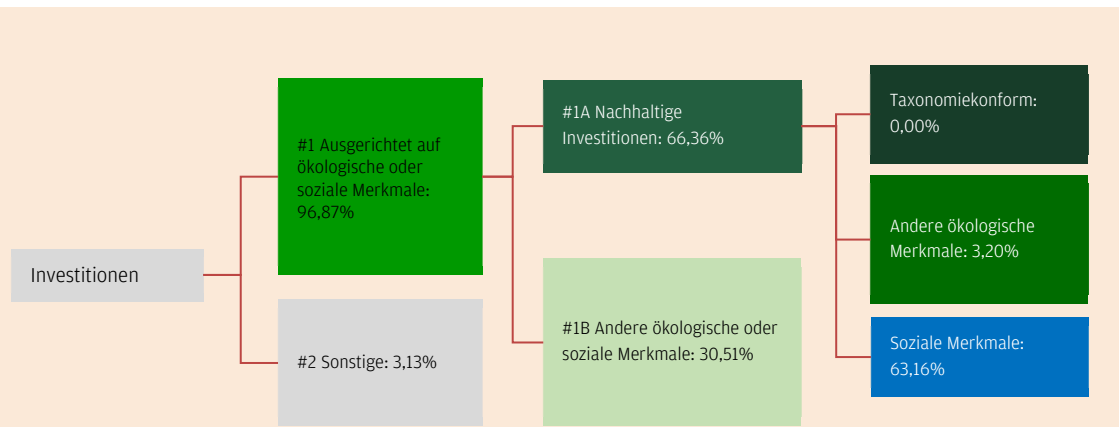 Investitionen
#1 Ausgerichtet auf
ökologische oder
soziale Merkmale:
96,87%
#2 Sonstige: 3,13%
#1A Nachhaltige
Investitionen: 66,36%
#1B Andere ökologische oder
soziale Merkmale: 30,51%
Taxonomiekonform:
0,00%
Andere ökologische
Merkmale: 3,20%
Soziale Merkmale:
63,16%